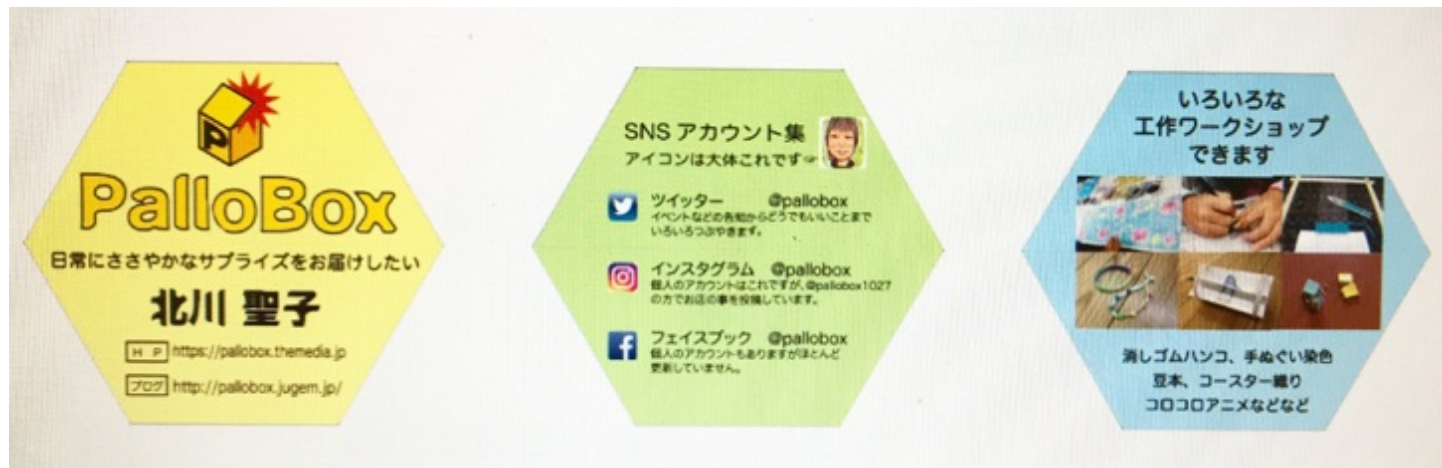 P
PalloBox
日常にささやかなサプライズをお届けしたい
北川 聖子
HP https://pallobox.themedia.jp
ブログ http://pallobox.jugem.jp/
SNS アカウント集
アイコンは大体これです☞
ツイッター @pallobox
イベントなどの告知からどうでもいいことまで
いろいろつぶやきます。
インスタグラム @pallobox
個人のアカウントはこれですが、@pallobox1027
の方でお店の事を投稿しています。
フェイスブック @pallobox
個人のアカウントもありますがほとんど
更新していません。
いろいろな
工作ワークショップ
できます
消しゴムハンコ、手ぬぐい染色
豆本、コースター織り
コロコロアニメなどなど